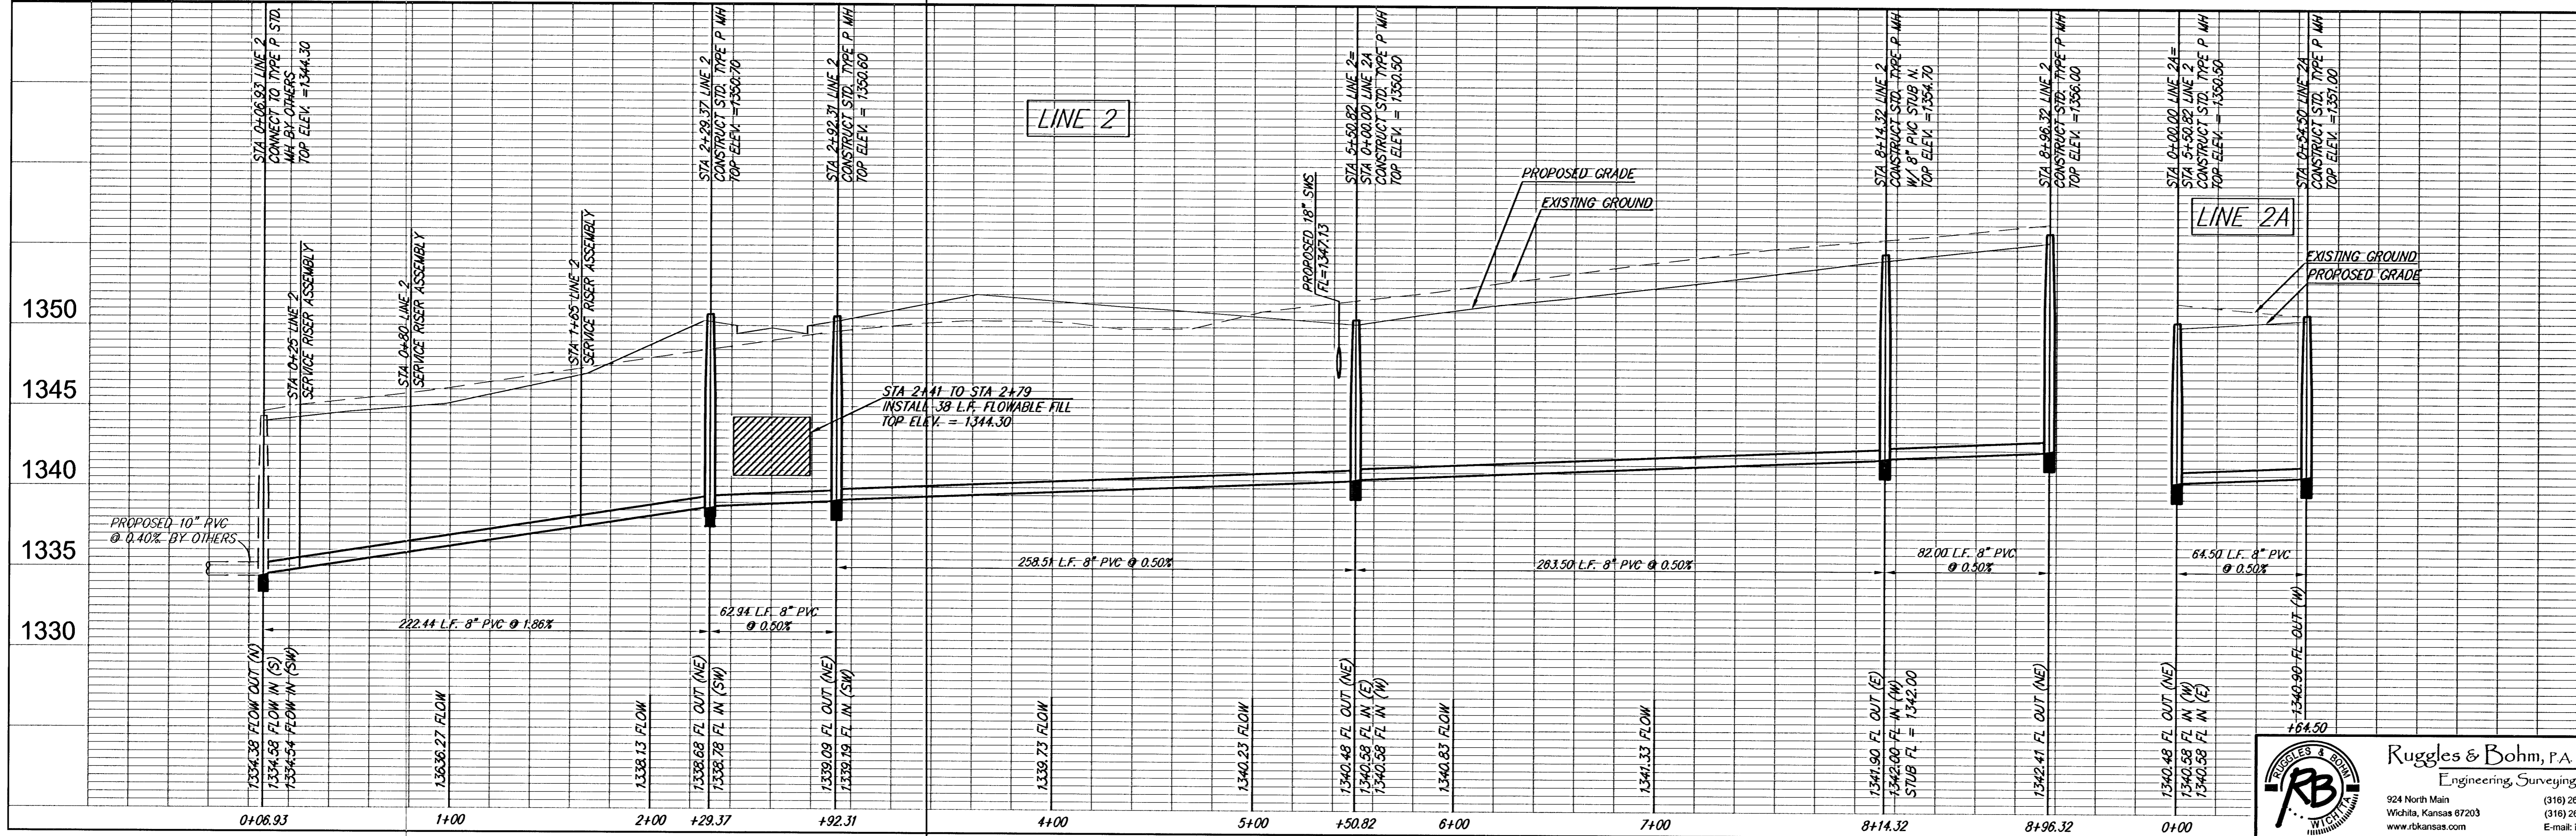 STA 0+06.93 LINE 2
CONNECT TO TYPE P STD.
MH BY OTHERS
TOP ELEV. =1344.30
STA 0+25 LINE 2
SERVICE RISER ASSEMBLY
STA 0+80 LINE 2
SERVICE RISER ASSEMBLY
STA 1+65 LINE 2
SERVICE RISER ASSEMBLY
STA 2+29.37 LINE 2
CONSTRUCT STD. TYPE P MH
TOP ELEV. =1350.70
STA 2+92.31 LINE 2
CONSTRUCT STD. TYPE P MH
TOP ELEV. = 1350.60
LINE 2
PROPOSED 18" SWS
FL=1347.13
STA 5+50.82 LINE 2=
STA 0+00.00 LINE 2A
CONSTRUCT STD. TYPE P MH
TOP ELEV. = 1350.50
PROPOSED GRADE
EXISTING GROUND
STA 8+14.32 LINE 2
CONSTRUCT STD. TYPE P MH
W/ 8" PVC STUB N.
TOP ELEV. =1354.70
STA 8+96.32 LINE 2
CONSTRUCT STD. TYPE P MH
TOP ELEV. =1356.00
STA 0+00.00 LINE 2A=
STA 5+50.82 LINE 2
CONSTRUCT STD. TYPE P MH
TOP ELEV. = 1350.50
STA 0+64.50 LINE 2A
CONSTRUCT STD. TYPE P MH
TOP ELEV. =1351.00
LINE 2A
EXISTING GROUND
PROPOSED GRADE
1350
1345
1340
1335
1330
STA 2+41 TO STA 2+79
INSTALL 38 L.F. FLOWABLE FILL
TOP ELEV. = 1344.30
PROPOSED 10" PVC
@ 0.40% BY OTHERS
222.44 L.F. 8" PVC @ 1.86%
62.94 L.F. 8" PVC
@ 0.50%
258.51 L.F. 8" PVC @ 0.50%
263.50 L.F. 8" PVC @ 0.50%
82.00 L.F. 8" PVC
@ 0.50%
64.50 L.F. 8" PVC
@ 0.50%
1334.38 FLOW OUT (N)
1334.58 FLOW IN (S)
1334.54 FLOW IN (SW)
13636.27 FLOW
1338.13 FLOW
1338.68 FL OUT (NE)
1338.78 FL IN (SW)
1339.09 FL OUT (NE)
1339.19 FL IN (SW)
1339.73 FLOW
1340.23 FLOW
1340.48 FL OUT (NE)
1340.58 FL IN (E)
1340.58 FL IN (W)
1340.83 FLOW
1341.33 FLOW
1341.90 FL OUT (E)
1342.00 FL IN (W)
STUB FL = 1342.00
1342.41 FL OUT (NE)
1340.48 FL OUT (NE)
1340.58 FL IN (W)
1340.58 FL IN (E)
1340.90 FL OUT (W)
+64.50
0+06.93
1+00
2+00
+29.37
+92.31
4+00
5+00
+50.82
6+00
7+00
8+14.32
8+96.32
0+00
RUGGLES & BOHM
RB
WICHITA
Ruggles & Bohm, P.A.
Engineering, Surveying
924 North Main
Wichita, Kansas 67203
www.rbkansas.com
(316) 26
(316)
E-mail: